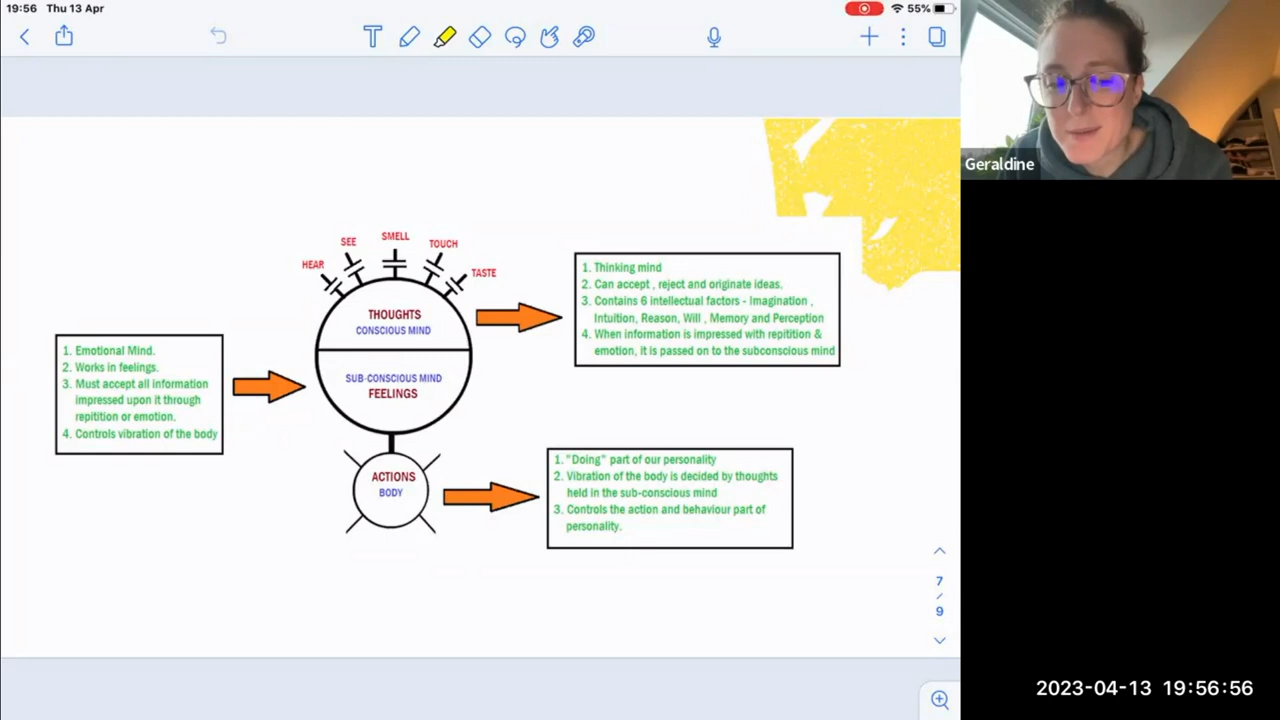 19:56 Thu 13 Apr
55%
T
Geraldine
SMELL
SEE
TOUCH
HEAR
TASTE
THOUGHTS
CONSCIOUS MIND
SUB-CONSCIOUS MIND
FEELINGS
ACTIONS
BODY
1. Thinking mind
2. Can accept , reject and originate ideas.
3. Contains 6 intellectual factors - Imagination ,
Intuition, Reason, Will , Memory and Perception
4. When information is impressed with repitition &
emotion, it is passed on to the subconscious mind
1. Emotional Mind.
2. Works in feelings.
3. Must accept all information
impressed upon it through
repitition or emotion.
4. Controls vibration of the body
1. "Doing" part of our personality
2. Vibration of the body is decided by thoughts
held in the sub-conscious mind
3. Controls the action and behaviour part of
personality.
7
/
9
2023-04-13 19:56:56